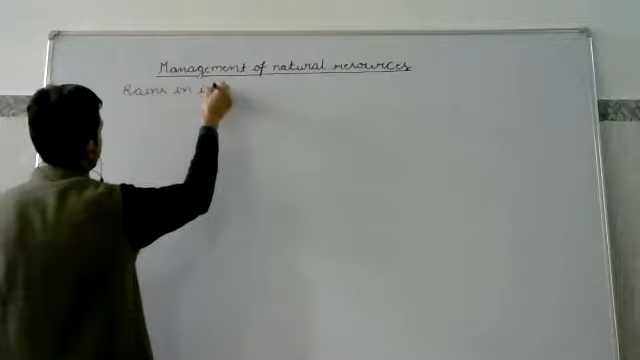 Management of natural resources
Rains in i